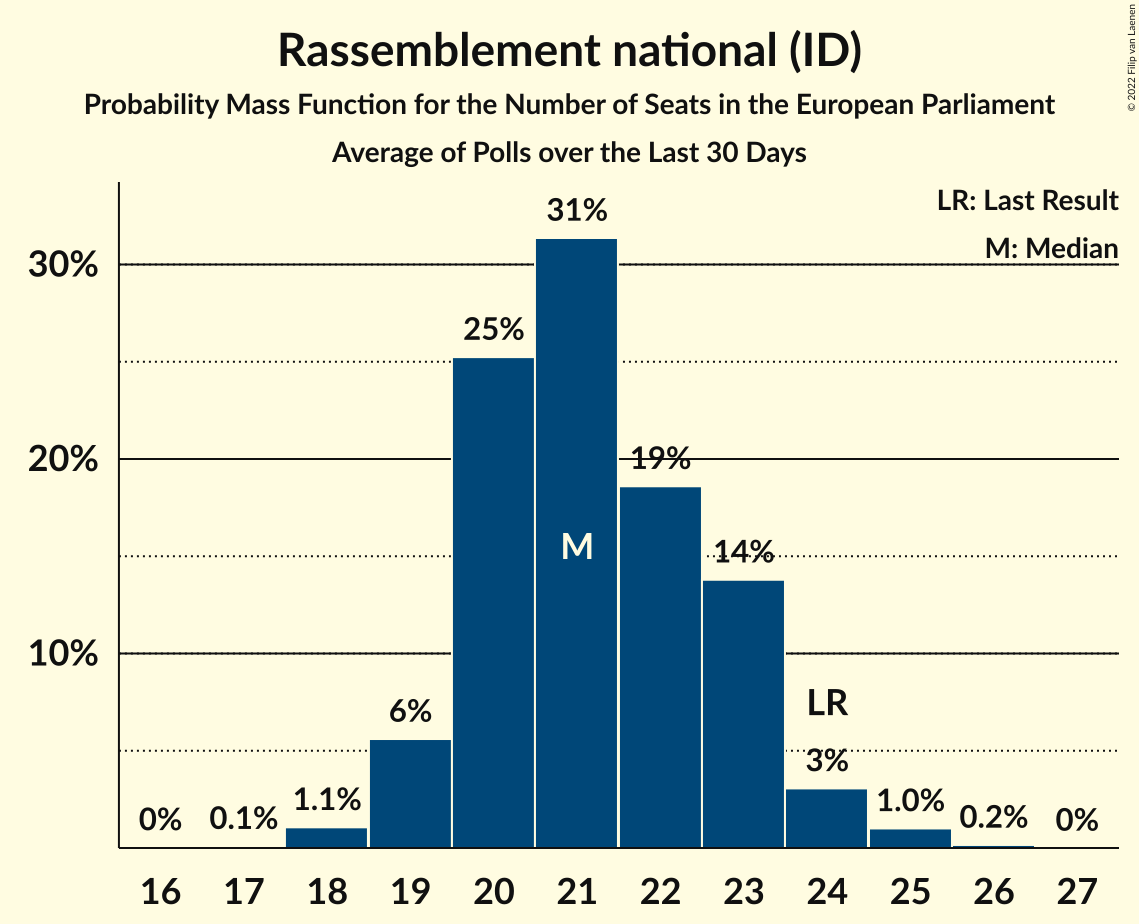 Rassemblement national (ID)
Probability Mass Function for the Number of Seats in the European Parliament
Average of Polls over the Last 30 Days
© 2022 Filip van Laenen
LR: Last Result
M: Median
30%
20%
10%
0%
0.1%
1.1%
6%
25%
31%
19%
14%
3%
1.0%
0.2%
0%
M
LR
16 17 18 19 20 21 22 23 24 25 26 27